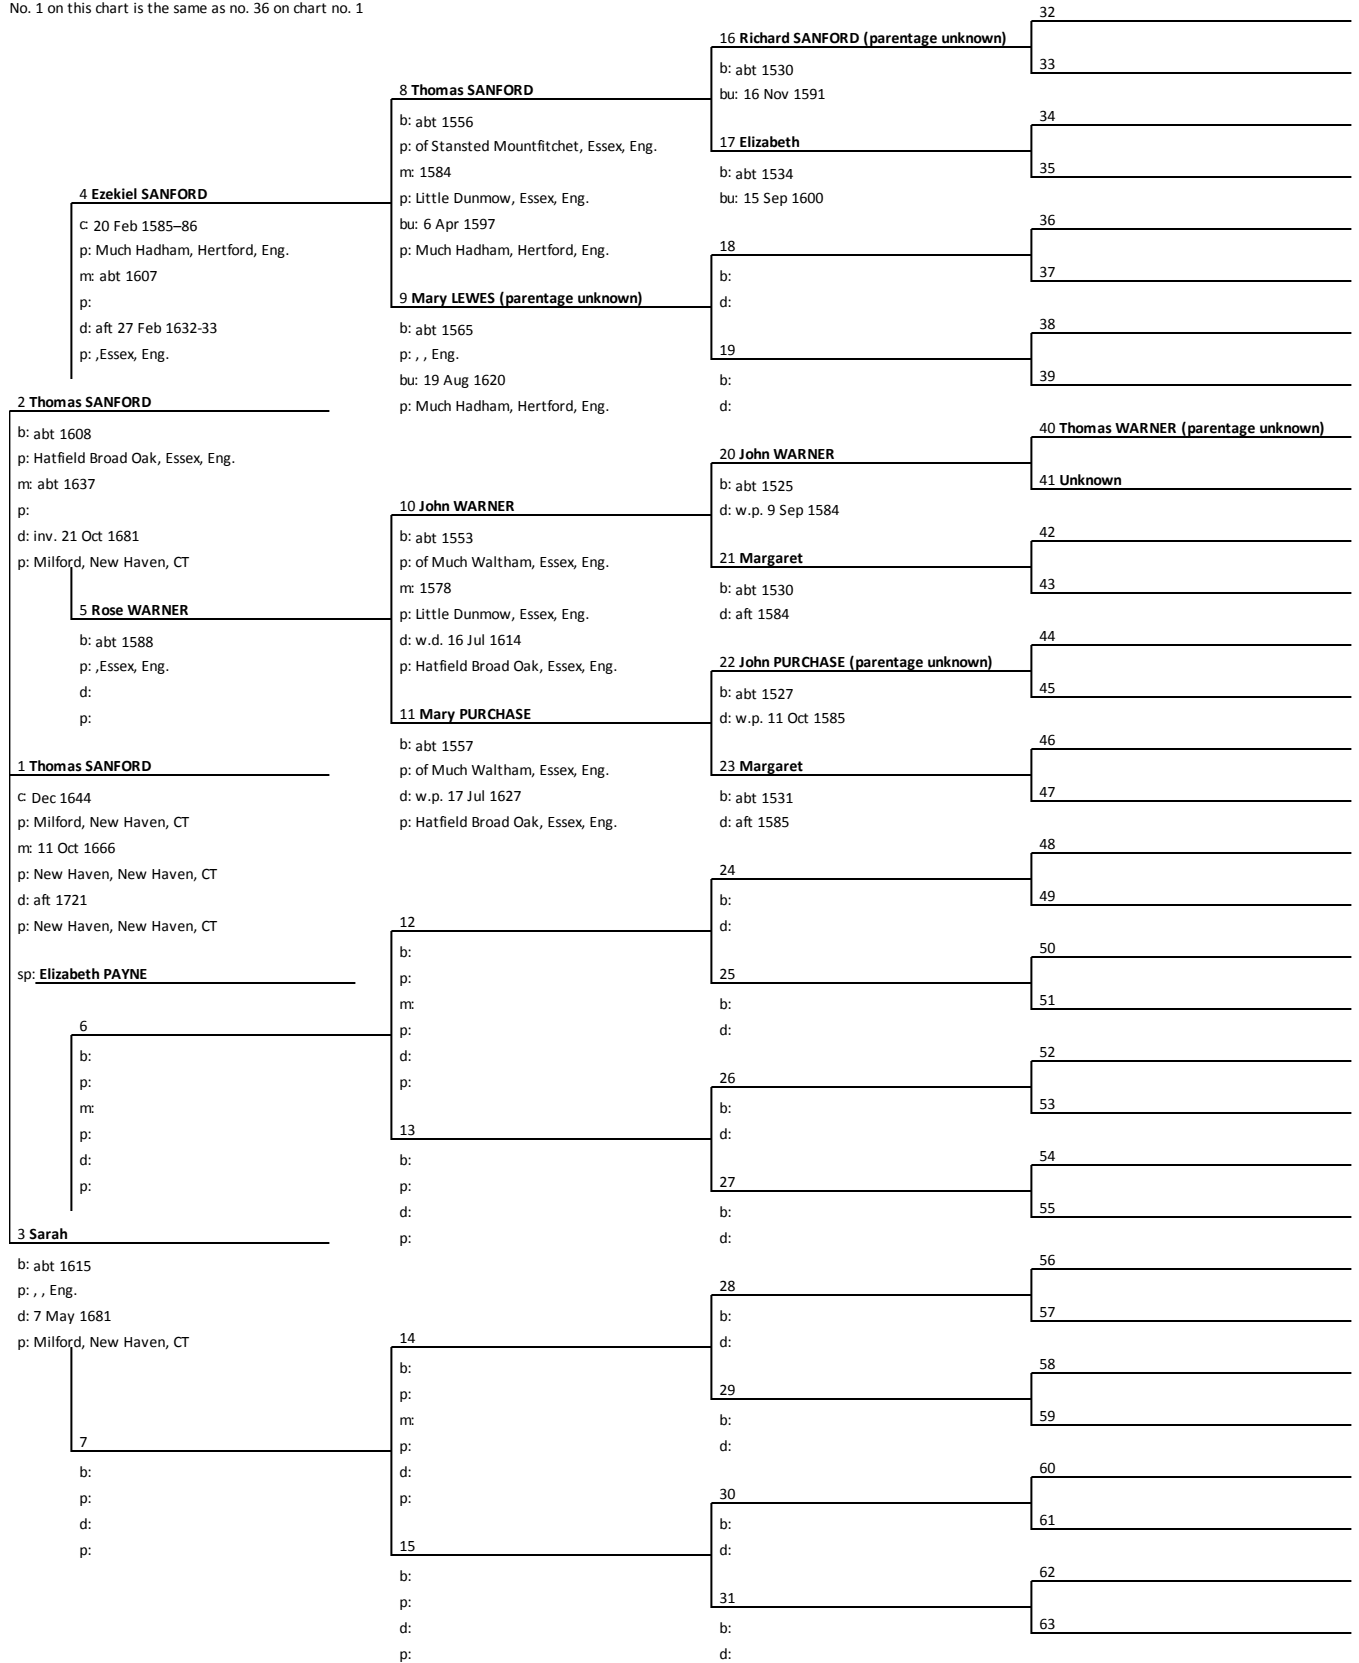 No. 1 on this chart is the same as no. 36 on chart no. 1
4 Ezekiel SANFORD
c: 20 Feb 1585–86
p: Much Hadham, Hertford, Eng.
m: abt 1607
p:
d: aft 27 Feb 1632-33
p: ,Essex, Eng.
2 Thomas SANFORD
b: abt 1608
p: Hatfield Broad Oak, Essex, Eng.
m: abt 1637
p:
d: inv. 21 Oct 1681
p: Milford, New Haven, CT
5 Rose WARNER
b: abt 1588
p: ,Essex, Eng.
d:
p:
1 Thomas SANFORD
c: Dec 1644
p: Milford, New Haven, CT
m: 11 Oct 1666
p: New Haven, New Haven, CT
d: aft 1721
p: New Haven, New Haven, CT
sp: Elizabeth PAYNE
6
b:
p:
m:
p:
d:
p:
3 Sarah
b: abt 1615
p: , , Eng.
d: 7 May 1681
p: Milford, New Haven, CT
7
b:
p:
d:
p:
8 Thomas SANFORD
b: abt 1556
p: of Stansted Mountfitchet, Essex, Eng.
m: 1584
p: Little Dunmow, Essex, Eng.
bu: 6 Apr 1597
p: Much Hadham, Hertford, Eng.
9 Mary LEWES (parentage unknown)
b: abt 1565
p: , , Eng.
bu: 19 Aug 1620
p: Much Hadham, Hertford, Eng.
10 John WARNER
b: abt 1553
p: of Much Waltham, Essex, Eng.
m: 1578
p: Little Dunmow, Essex, Eng.
d: w.d. 16 Jul 1614
p: Hatfield Broad Oak, Essex, Eng.
11 Mary PURCHASE
b: abt 1557
p: of Much Waltham, Essex, Eng.
d: w.p. 17 Jul 1627
p: Hatfield Broad Oak, Essex, Eng.
12
b:
p:
m:
p:
d:
p:
13
b:
p:
d:
p:
14
b:
p:
m:
p:
d:
p:
15
b:
p:
d:
p:
16 Richard SANFORD (parentage unknown)
b: abt 1530
bu: 16 Nov 1591
17 Elizabeth
b: abt 1534
bu: 15 Sep 1600
18
b:
d:
19
b:
d:
20 John WARNER
b: abt 1525
d: w.p. 9 Sep 1584
21 Margaret
b: abt 1530
d: aft 1584
22 John PURCHASE (parentage unknown)
b: abt 1527
d: w.p. 11 Oct 1585
23 Margaret
b: abt 1531
d: aft 1585
24
b:
d:
25
b:
d:
26
b:
d:
27
b:
d:
28
b:
d:
29
b:
d:
30
b:
d:
31
b:
d:
32
33
34
35
36
37
38
39
40 Thomas WARNER (parentage unknown)
41 Unknown
42
43
44
45
46
47
48
49
50
51
52
53
54
55
56
57
58
59
60
61
62
63